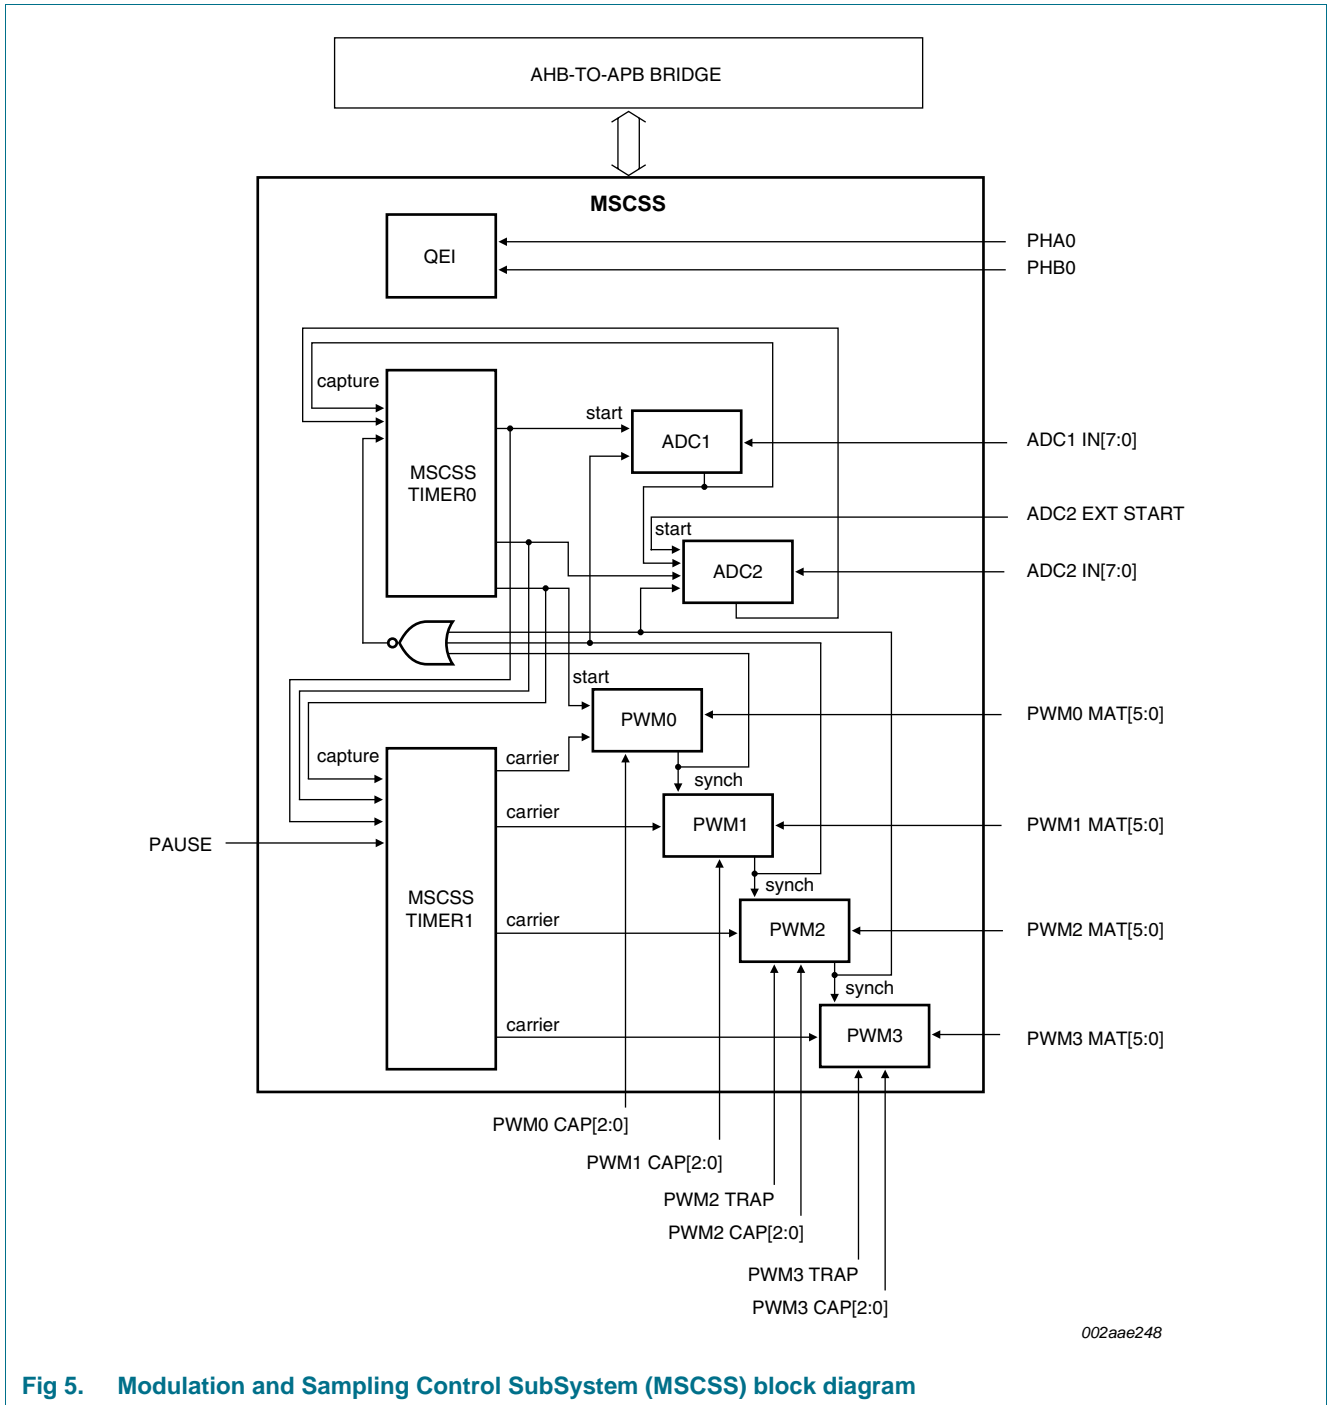 AHB-TO-APB BRIDGE
MSCSS
QEI
PHA0
PHB0
capture
MSCSS
TIMER0
start
ADC1
ADC1 IN[7:0]
ADC2 EXT START
start
ADC2
ADC2 IN[7:0]
start
PWM0
PWM0 MAT[5:0]
capture
carrier
synch
carrier
PWM1
PWM1 MAT[5:0]
PAUSE
MSCSS
TIMER1
synch
carrier
PWM2
PWM2 MAT[5:0]
synch
carrier
PWM3
PWM3 MAT[5:0]
PWM0 CAP[2:0]
PWM1 CAP[2:0]
PWM2 TRAP
PWM2 CAP[2:0]
PWM3 TRAP
PWM3 CAP[2:0]
002aae248
Fig 5. Modulation and Sampling Control SubSystem (MSCSS) block diagram